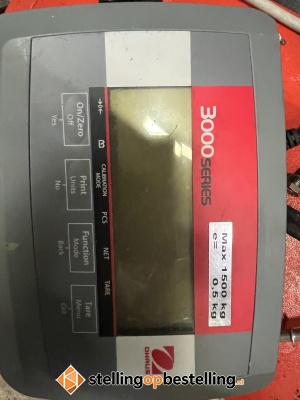 3000 SERIES
Max 1500 kg
e= 0,5 kg
→0←
CALIBRATION MODE
PCS
NET
TARE
On/Zero
Off
Yes
Print
Units
No
Function
Mode
Back
Tare
Menu
Exit
OHAUS
stellingopbestelling.nl